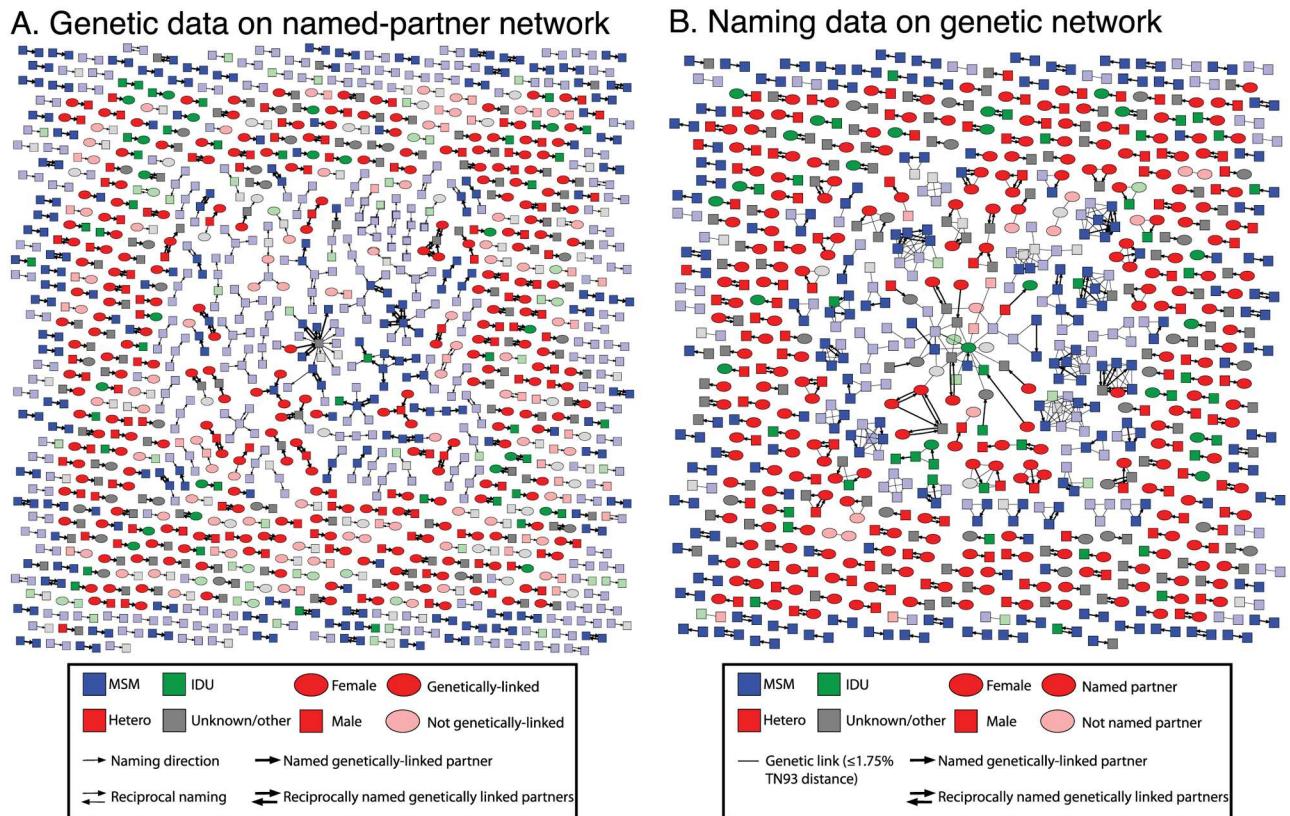 A. Genetic data on named-partner network
B. Naming data on genetic network
MSM
IDU
Female
Genetically-linked
Hetero
Unknown/other
Male
Not genetically-linked
Naming direction
Named genetically-linked partner
Reciprocal naming
Reciprocally named genetically linked partners
MSM
IDU
Female
Named partner
Hetero
Unknown/other
Male
Not named partner
Genetic link (≤1.75%
TN93 distance)
Named genetically-linked partner
Reciprocally named genetically linked partners